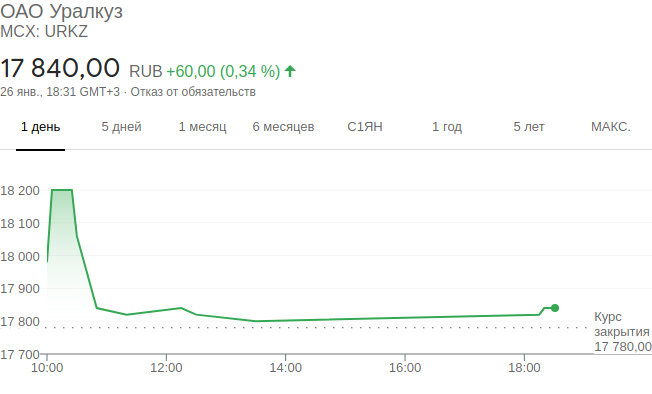 ОАО Уралкуз
MCX: URKZ
17 840,00 RUB +60,00 (0,34 %)
26 янв., 18:31 GMT+3 · Отказ от обязательств
1 день 5 дней 1 месяц 6 месяцев С1ЯН 1 год 5 лет МАКС.
18 200
18 100
18 000
17 900
17 800
17 700
Курс
закрытия
17 780,00
10:00 12:00 14:00 16:00 18:00